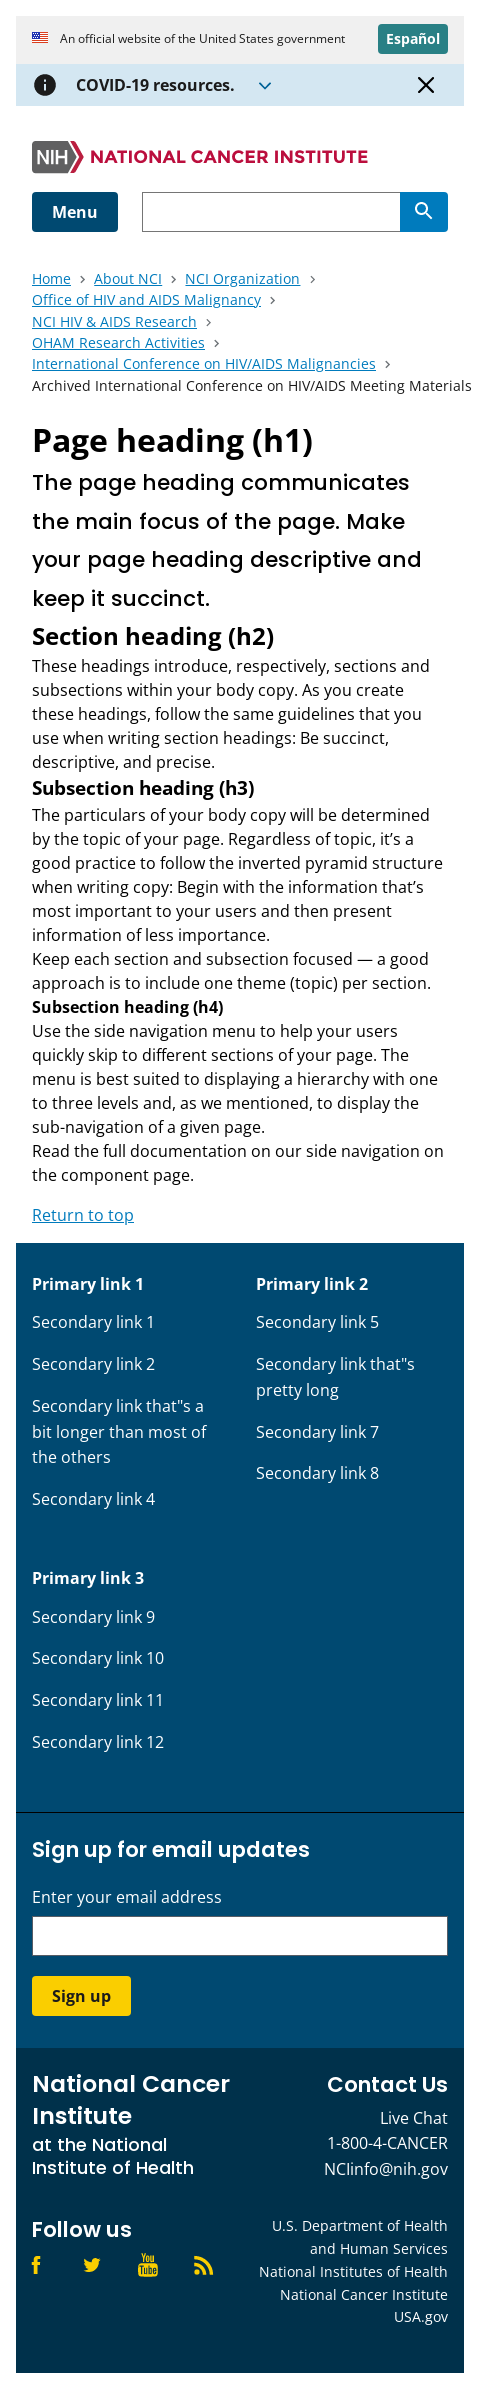 An official website of the United States government
Español
COVID-19 resources.
NIH NATIONAL CANCER INSTITUTE
Menu
Home > About NCI > NCI Organization >
Office of HIV and AIDS Malignancy >
NCI HIV & AIDS Research >
OHAM Research Activities >
International Conference on HIV/AIDS Malignancies >
Archived International Conference on HIV/AIDS Meeting Materials
Page heading (h1)
The page heading communicates
the main focus of the page. Make
your page heading descriptive and
keep it succinct.
Section heading (h2)
These headings introduce, respectively, sections and
subsections within your body copy. As you create
these headings, follow the same guidelines that you
use when writing section headings: Be succinct,
descriptive, and precise.
Subsection heading (h3)
The particulars of your body copy will be determined
by the topic of your page. Regardless of topic, it’s a
good practice to follow the inverted pyramid structure
when writing copy: Begin with the information that’s
most important to your users and then present
information of less importance.
Keep each section and subsection focused — a good
approach is to include one theme (topic) per section.
Subsection heading (h4)
Use the side navigation menu to help your users
quickly skip to different sections of your page. The
menu is best suited to displaying a hierarchy with one
to three levels and, as we mentioned, to display the
sub-navigation of a given page.
Read the full documentation on our side navigation on
the component page.
Return to top
Primary link 1
Secondary link 1
Secondary link 2
Secondary link that"s a
bit longer than most of
the others
Secondary link 4
Primary link 2
Secondary link 5
Secondary link that"s
pretty long
Secondary link 7
Secondary link 8
Primary link 3
Secondary link 9
Secondary link 10
Secondary link 11
Secondary link 12
Sign up for email updates
Enter your email address
Sign up
National Cancer
Institute
at the National
Institute of Health
Contact Us
Live Chat
1-800-4-CANCER
NCIinfo@nih.gov
Follow us
You
Tube
U.S. Department of Health
and Human Services
National Institutes of Health
National Cancer Institute
USA.gov